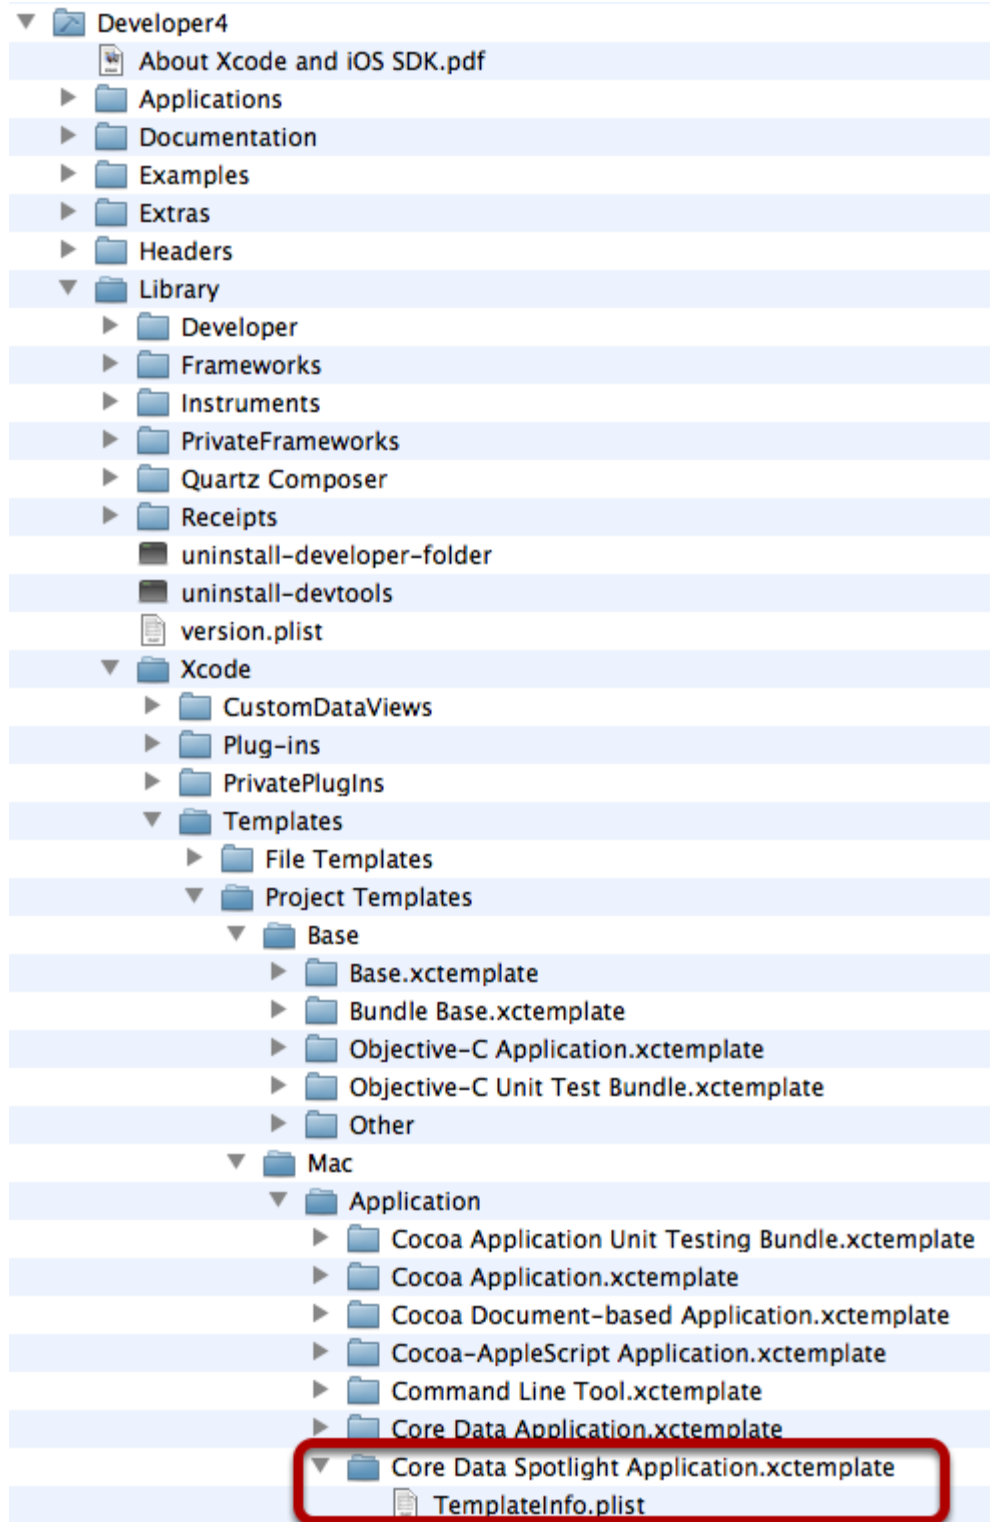 Developer4
About Xcode and iOS SDK.pdf
Applications
Documentation
Examples
Extras
Headers
Library
Developer
Frameworks
Instruments
PrivateFrameworks
Quartz Composer
Receipts
uninstall-developer-folder
uninstall-devtools
version.plist
Xcode
CustomDataViews
Plug-ins
PrivatePlugIns
Templates
File Templates
Project Templates
Base
Base.xctemplate
Bundle Base.xctemplate
Objective-C Application.xctemplate
Objective-C Unit Test Bundle.xctemplate
Other
Mac
Application
Cocoa Application Unit Testing Bundle.xctemplate
Cocoa Application.xctemplate
Cocoa Document-based Application.xctemplate
Cocoa-AppleScript Application.xctemplate
Command Line Tool.xctemplate
Core Data Application.xctemplate
Core Data Spotlight Application.xctemplate
TemplateInfo.plist